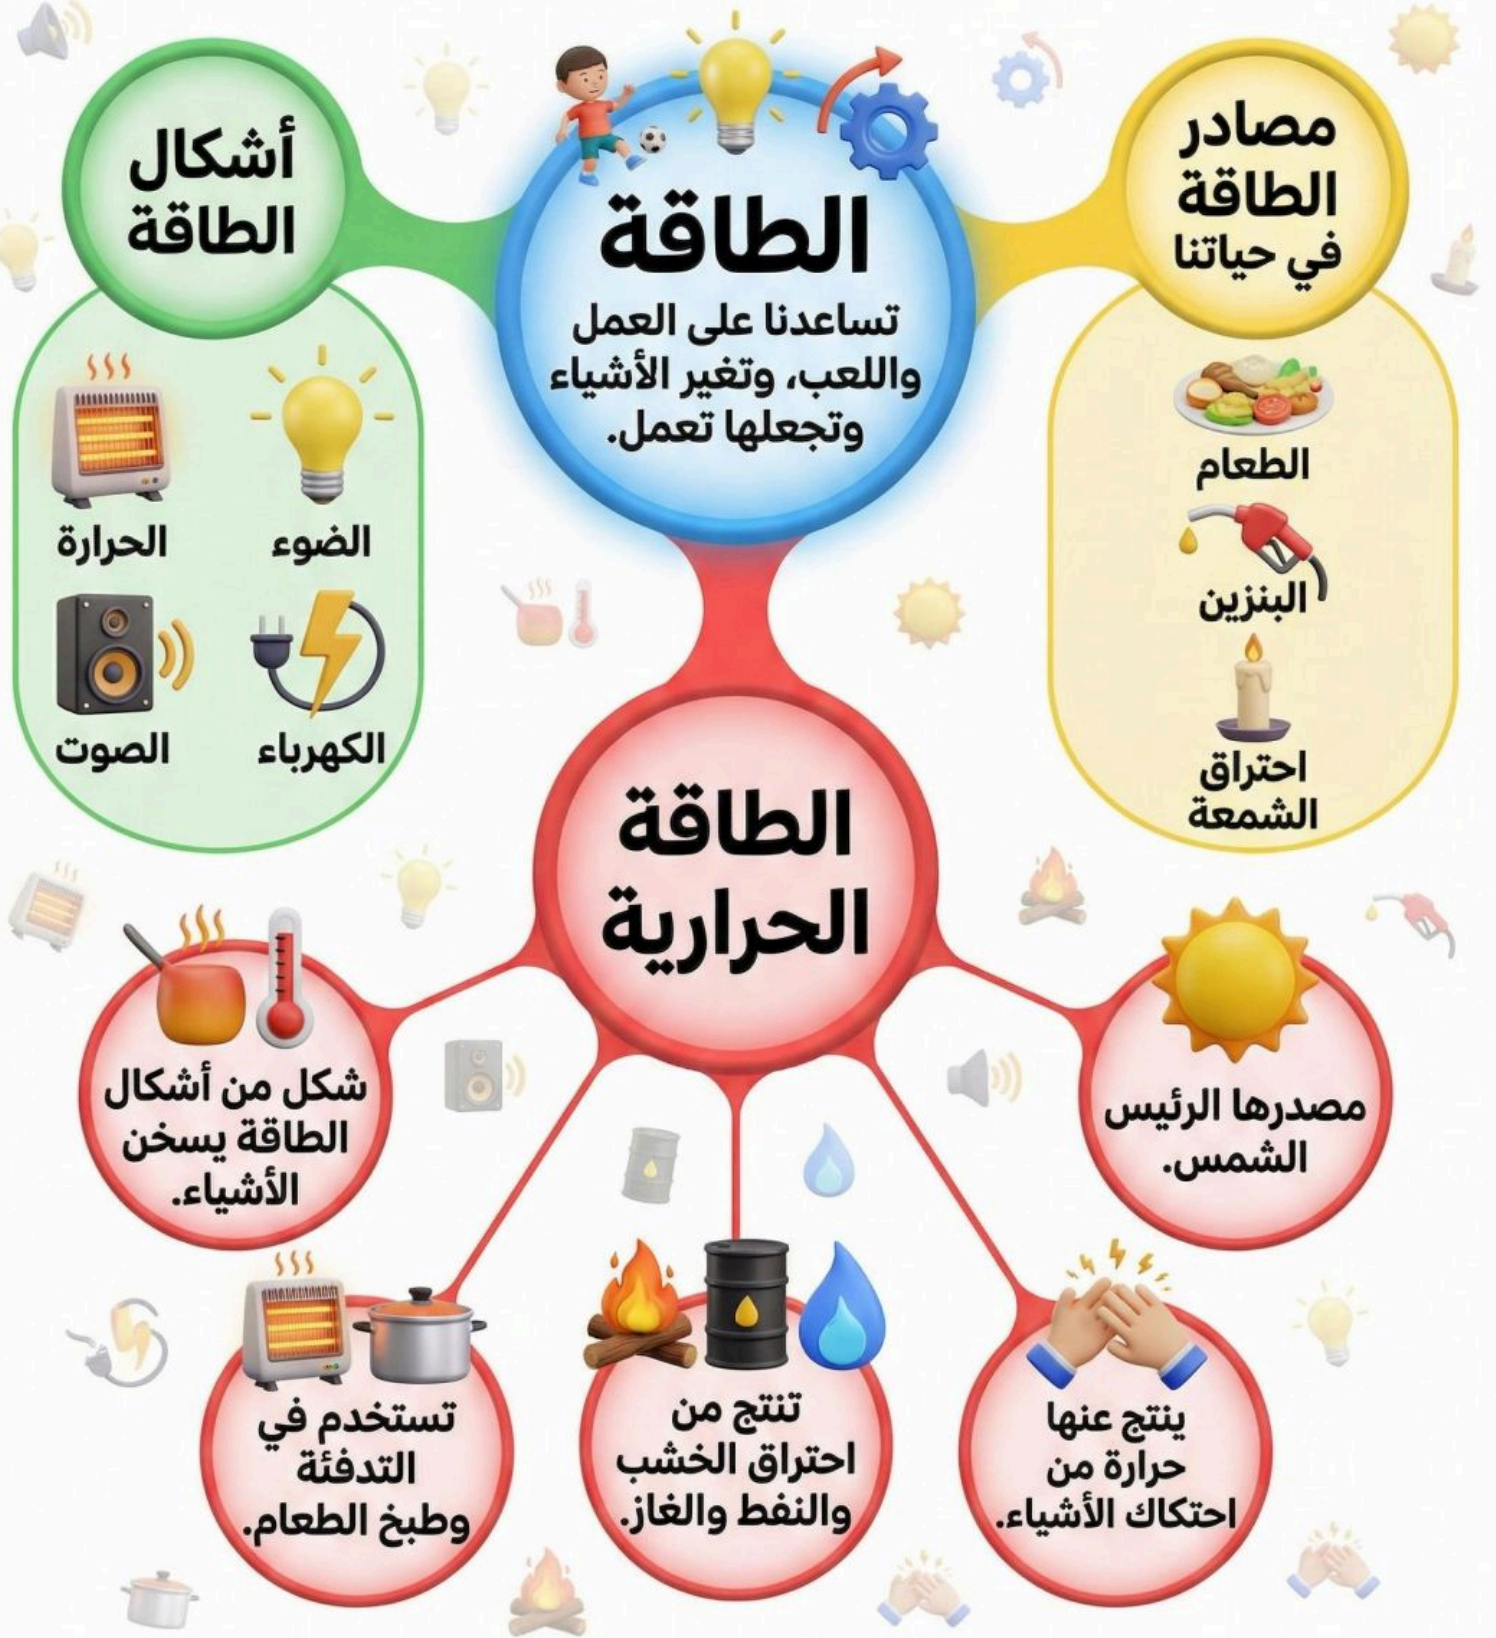 الطاقة
تساعدنا على العمل
واللعب، وتغير الأشياء
وتجعلها تعمل.
مصادر
الطاقة
في حياتنا
الطعام
البنزين
احتراق
الشمعة
أشكال
الطاقة
الضوء
الحرارة
الكهرباء
الصوت
الطاقة
الحرارية
مصدرها الرئيس
الشمس.
ينتج عنها
حرارة من
احتكاك الأشياء.
تنتج من
احتراق الخشب
والنفط والغاز.
تستخدم في
التدفئة
وطبخ الطعام.
شكل من أشكال
الطاقة يسخن
الأشياء.